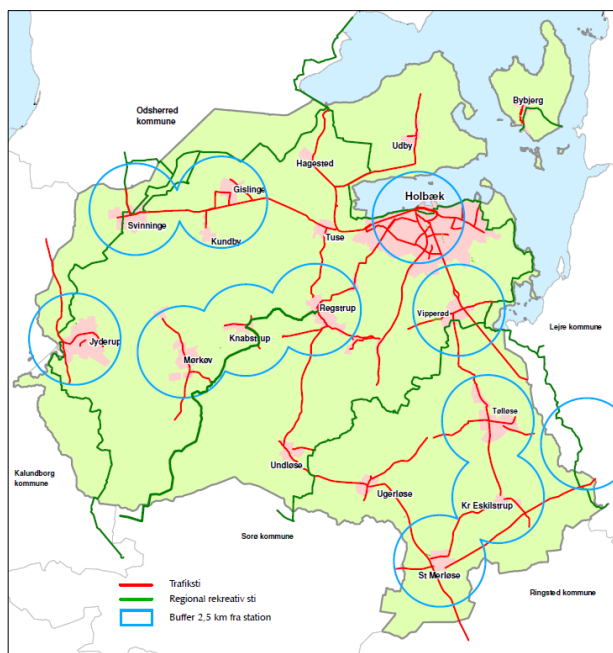 Bybjerg
Odsherred
kommune
Udby
Hagested
Gislinge
Holbæk
Svinninge
Kundby
Tuse
Regstrup
Vipperød
Lejre kommune
Jyderup
Knabstrup
Mørkøv
Tølløse
Undløse
Kalundborg
kommune
Ugerløse
Kr Eskilstrup
Sorø kommune
St Merløse
Ringsted kommune
Trafiksti
Regional rekreativ sti
Buffer 2,5 km fra station